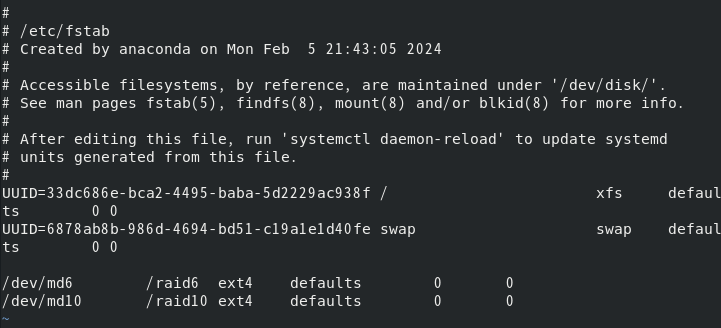 #
# /etc/fstab
# Created by anaconda on Mon Feb  5 21:43:05 2024
#
# Accessible filesystems, by reference, are maintained under '/dev/disk/'.
# See man pages fstab(5), findfs(8), mount(8) and/or blkid(8) for more info.
#
# After editing this file, run 'systemctl daemon-reload' to update systemd
# units generated from this file.
#
UUID=33dc686e-bca2-4495-baba-5d2229ac938f /                       xfs     defaul
ts        0 0
UUID=6878ab8b-986d-4694-bd51-c19a1e1d40fe swap                    swap    defaul
ts        0 0

/dev/md6        /raid6  ext4    defaults        0       0
/dev/md10       /raid10 ext4    defaults        0       0
~